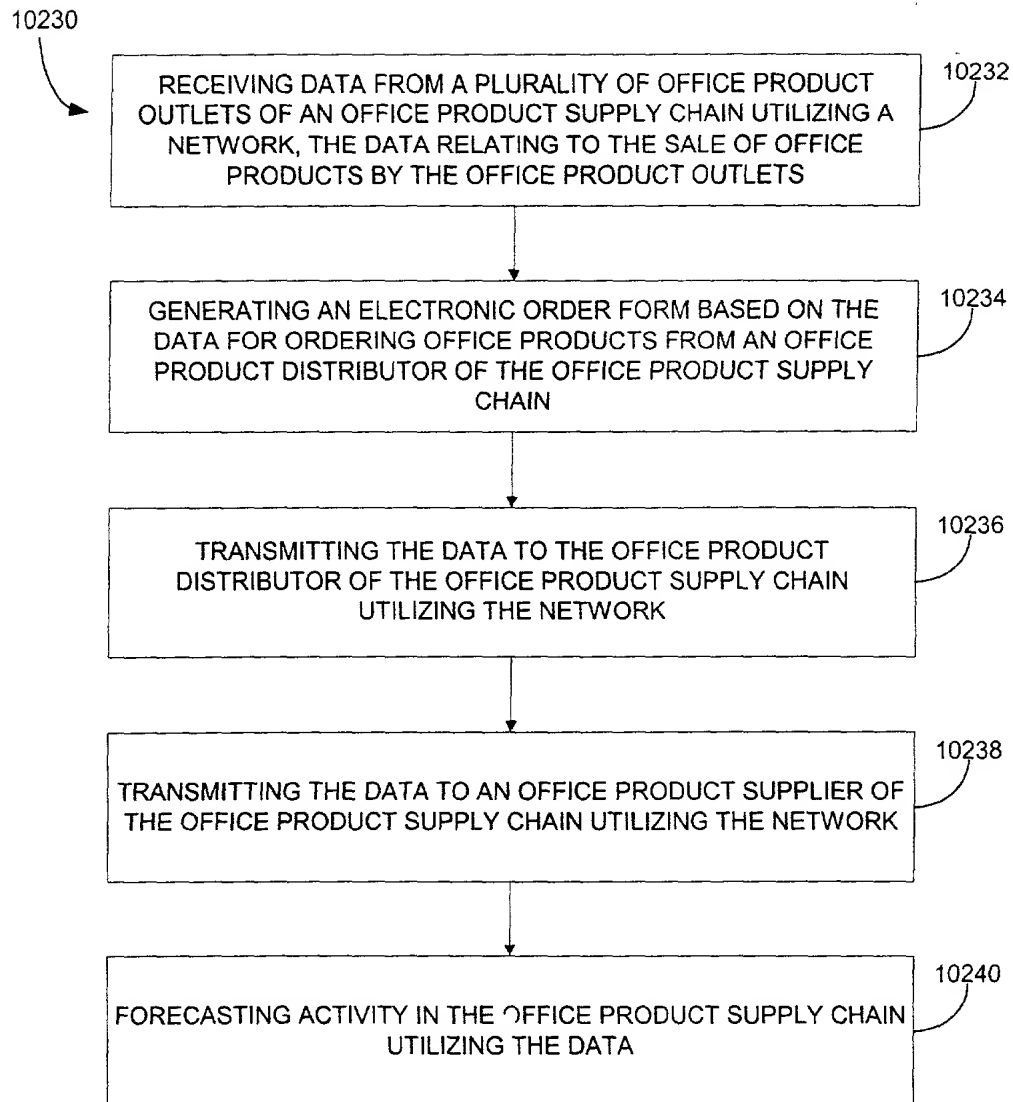 10230
RECEIVING DATA FROM A PLURALITY OF OFFICE PRODUCT
OUTLETS OF AN OFFICE PRODUCT SUPPLY CHAIN UTILIZING A
NETWORK, THE DATA RELATING TO THE SALE OF OFFICE
PRODUCTS BY THE OFFICE PRODUCT OUTLETS
10232
GENERATING AN ELECTRONIC ORDER FORM BASED ON THE
DATA FOR ORDERING OFFICE PRODUCTS FROM AN OFFICE
PRODUCT DISTRIBUTOR OF THE OFFICE PRODUCT SUPPLY
CHAIN
10234
TRANSMITTING THE DATA TO THE OFFICE PRODUCT
DISTRIBUTOR OF THE OFFICE PRODUCT SUPPLY CHAIN
UTILIZING THE NETWORK
10236
TRANSMITTING THE DATA TO AN OFFICE PRODUCT SUPPLIER OF
THE OFFICE PRODUCT SUPPLY CHAIN UTILIZING THE NETWORK
10238
FORECASTING ACTIVITY IN THE OFFICE PRODUCT SUPPLY CHAIN
UTILIZING THE DATA
10240